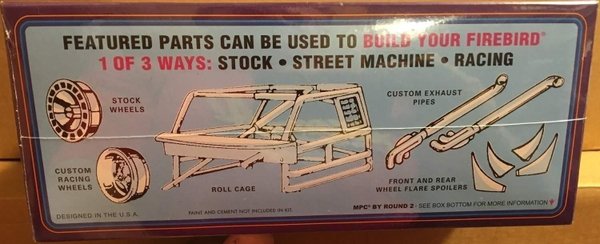 FEATURED PARTS CAN BE USED TO BUILD YOUR FIREBIRD®
1 OF 3 WAYS: STOCK • STREET MACHINE • RACING
STOCK
WHEELS
CUSTOM EXHAUST
PIPES
CUSTOM
RACING
WHEELS
ROLL CAGE
FRONT AND REAR
WHEEL FLARE SPOILERS
DESIGNED IN THE U.S.A.
PAINT AND CEMENT NOT INCLUDED IN KIT.
MPC® BY ROUND 2 - SEE BOX BOTTOM FOR MORE INFORMATION